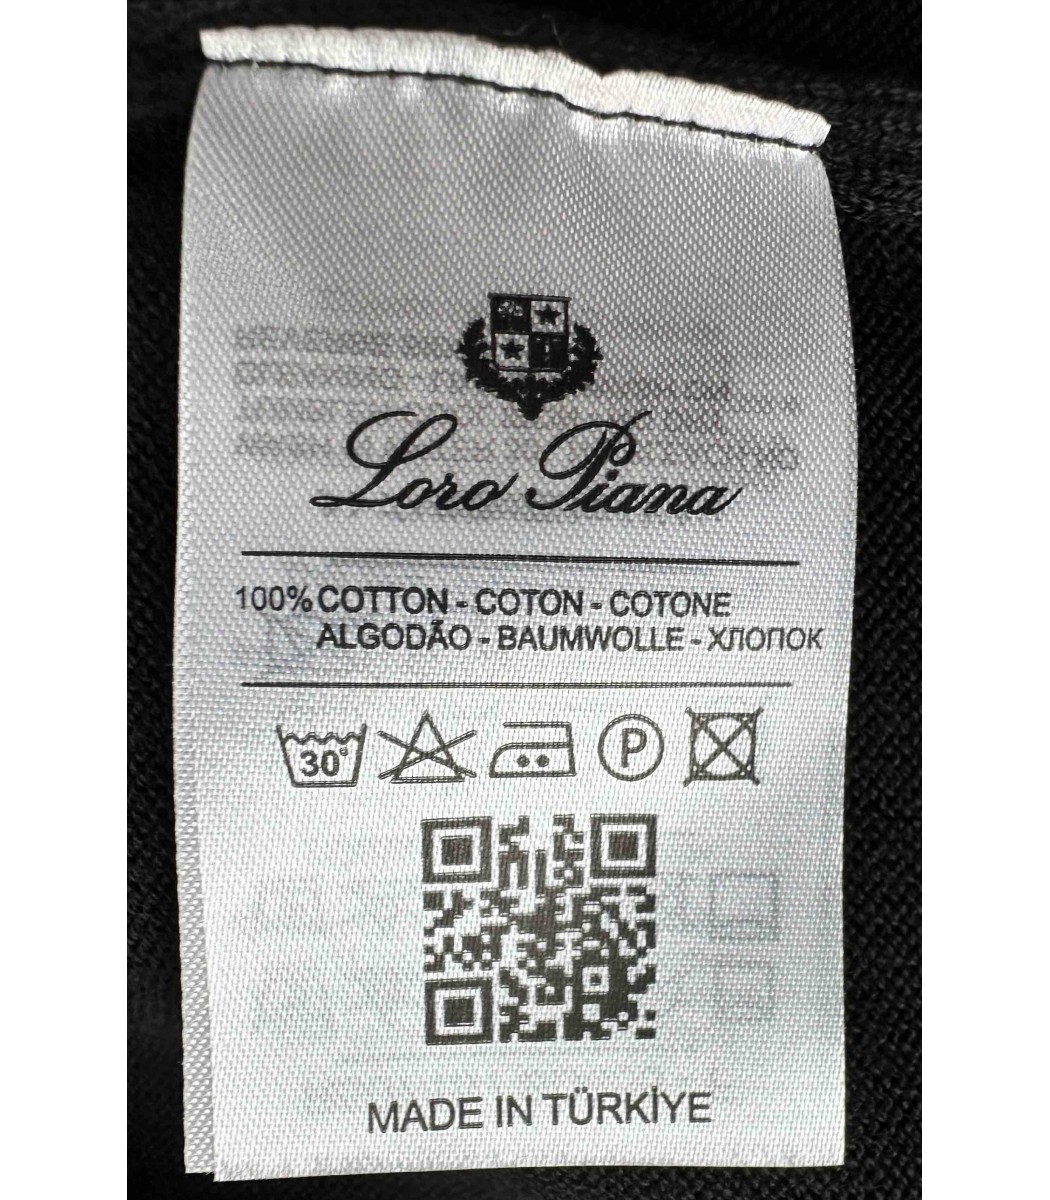 Loro Piana
100% COTTON - COTON - COTONE
ALGODÃO - BAUMWOLLE - ХЛОПОК
30°
P
MADE IN TÜRKİYE